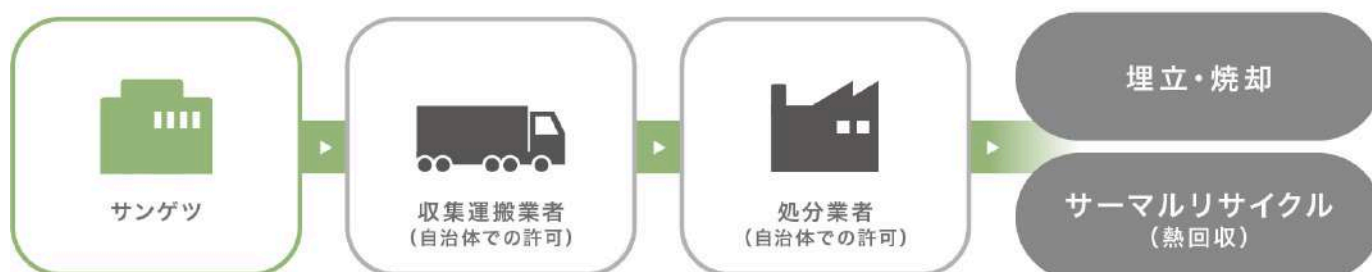 サンゲツ
収集運搬業者
(自治体での許可)
処分業者
(自治体での許可)
埋立・焼却
サーマルリサイクル
(熱回収)